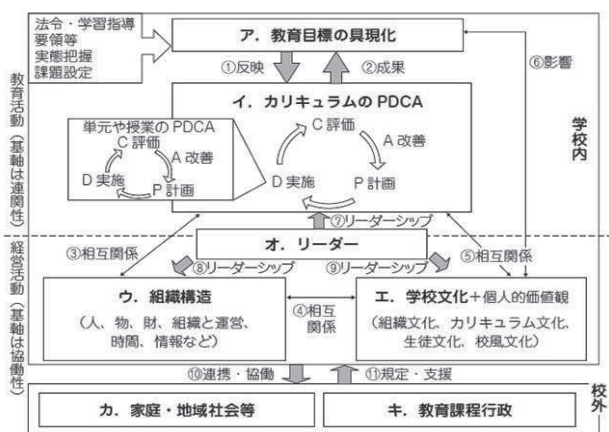 法令・学習指導
要領等
実態把握
課題設定
ア．教育目標の具現化
①反映
②成果
⑥影響
イ．カリキュラムのPDCA
単元や授業のPDCA
C 評価
A 改善
D 実施
P 計画
C 評価
A 改善
D 実施
P 計画
教育活動（基軸は連関性）
学校内
⑦リーダーシップ
オ．リーダー
③相互関係
⑧リーダーシップ
⑨リーダーシップ
⑤相互関係
経営活動（基軸は協働性）
ウ．組織構造
（人、物、財、組織と運営、
時間、情報など）
④相互
関係
エ．学校文化＋個人的価値観
（組織文化、カリキュラム文化、
生徒文化、校風文化）
⑩連携・協働
⑪規定・支援
校外
カ．家庭・地域社会等
キ．教育課程行政